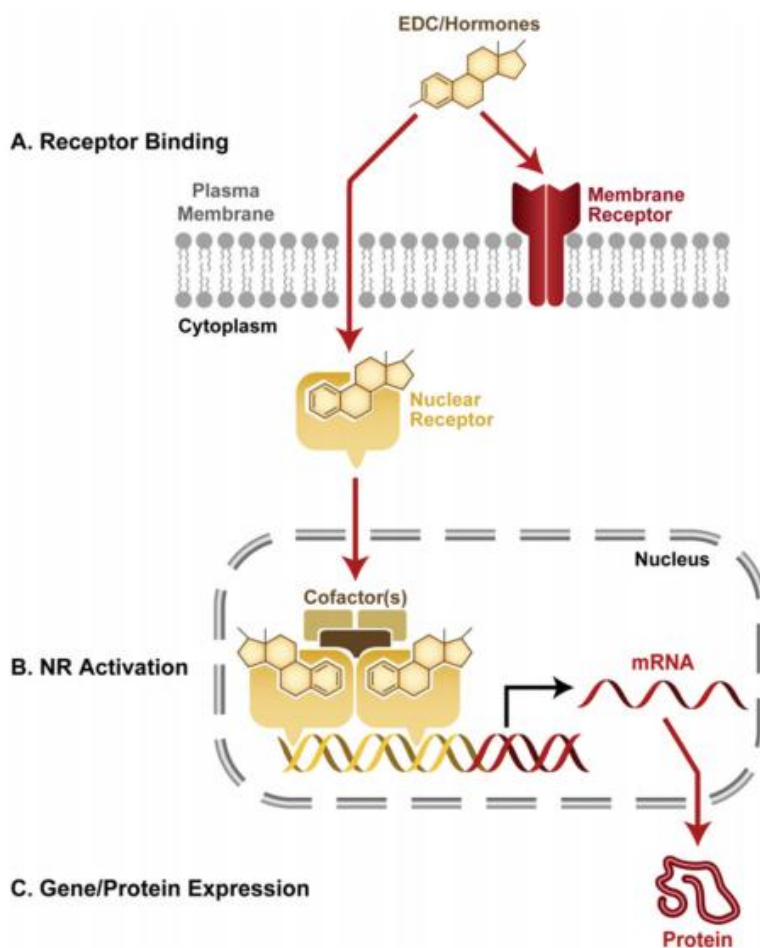 EDC/Hormones
A. Receptor Binding
Plasma
Membrane
Membrane
Receptor
Cytoplasm
Nuclear
Receptor
Nucleus
Cofactor(s)
B. NR Activation
mRNA
C. Gene/Protein Expression
Protein